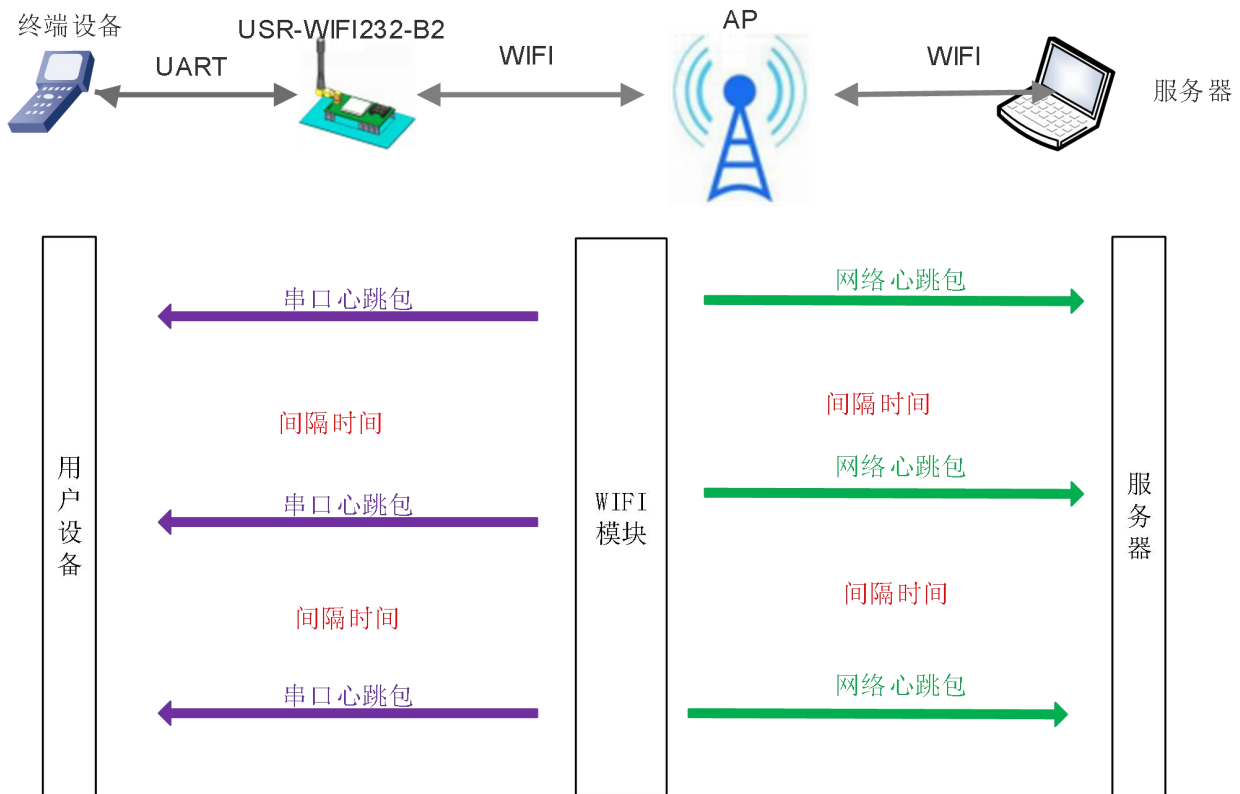 终端设备
USR-WIFI232-B2
AP
UART
WIFI
WIFI
服务器
串口心跳包
网络心跳包
间隔时间
间隔时间
用户设备
串口心跳包
WIFI
模块
网络心跳包
服务器
间隔时间
间隔时间
串口心跳包
网络心跳包